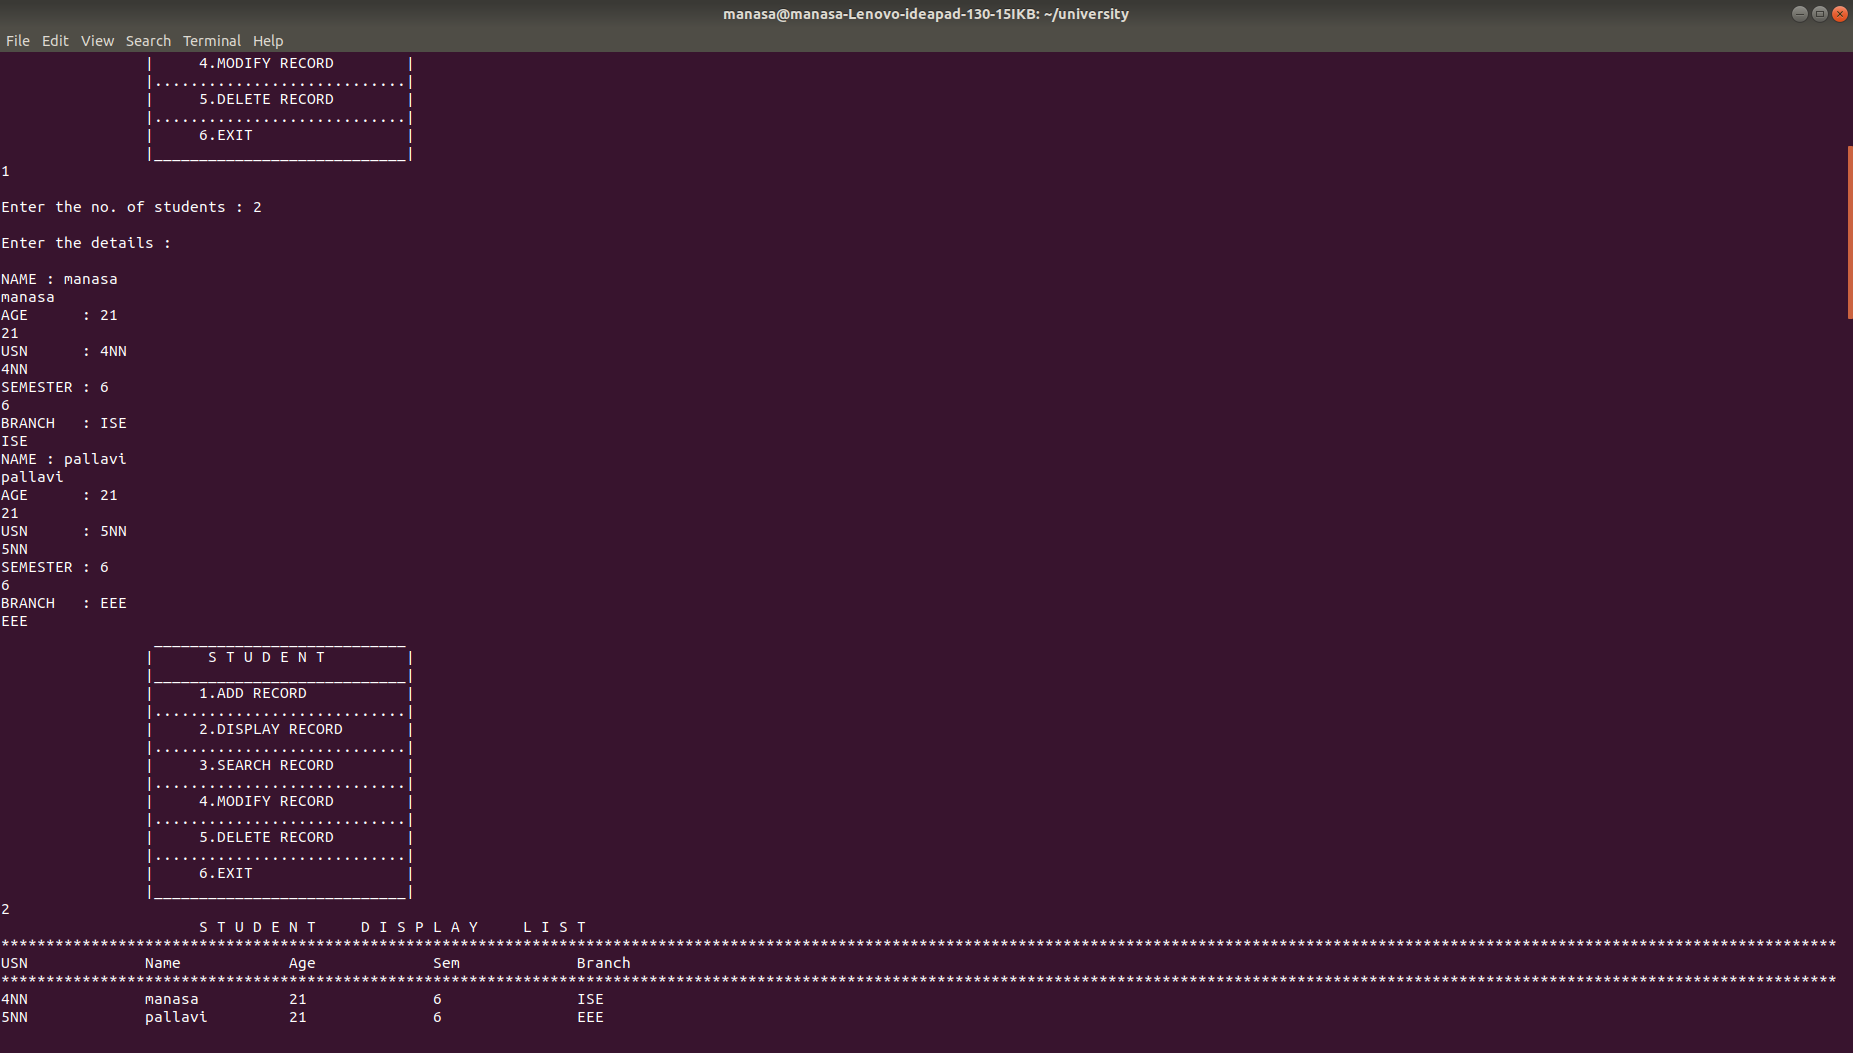 manasa@manasa-Lenovo-ideapad-130-15IKB: ~/university
File Edit View Search Terminal Help
|     4.MODIFY RECORD        |
|............................|
|     5.DELETE RECORD        |
|............................|
|     6.EXIT                 |
|____________________________|
1
Enter the no. of students : 2
Enter the details :
NAME : manasa
manasa
AGE      : 21
21
USN      : 4NN
4NN
SEMESTER : 6
6
BRANCH   : ISE
ISE
NAME : pallavi
pallavi
AGE      : 21
21
USN      : 5NN
5NN
SEMESTER : 6
6
BRANCH   : EEE
EEE
____________________________
|      S T U D E N T         |
|____________________________|
|     1.ADD RECORD           |
|............................|
|     2.DISPLAY RECORD       |
|............................|
|     3.SEARCH RECORD        |
|............................|
|     4.MODIFY RECORD        |
|............................|
|     5.DELETE RECORD        |
|............................|
|     6.EXIT                 |
|____________________________|
2
S T U D E N T     D I S P L A Y     L I S T
************************************************************************************************************************************************************************************************************
USN             Name            Age             Sem             Branch
************************************************************************************************************************************************************************************************************
4NN             manasa          21              6               ISE
5NN             pallavi         21              6               EEE